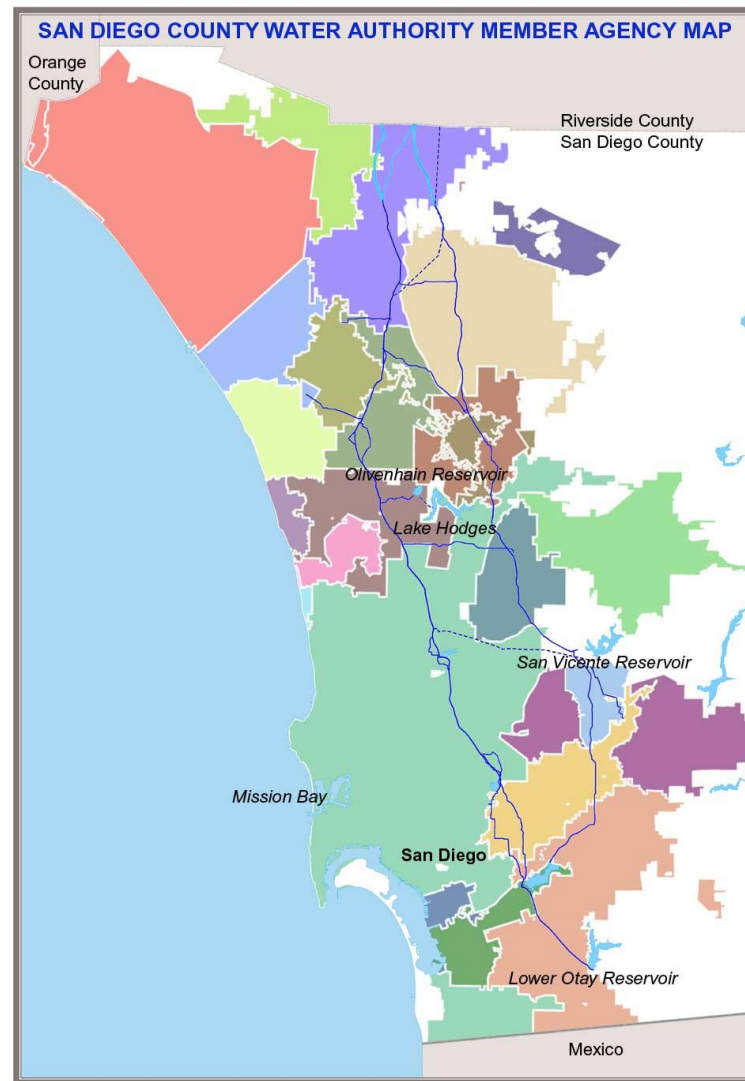 SAN DIEGO COUNTY WATER AUTHORITY MEMBER AGENCY MAP
Orange
County
Riverside County
San Diego County
Olivenhain Reservoir
Lake Hodges
San Vicente Reservoir
Mission Bay
San Diego
Lower Otay Reservoir
Mexico